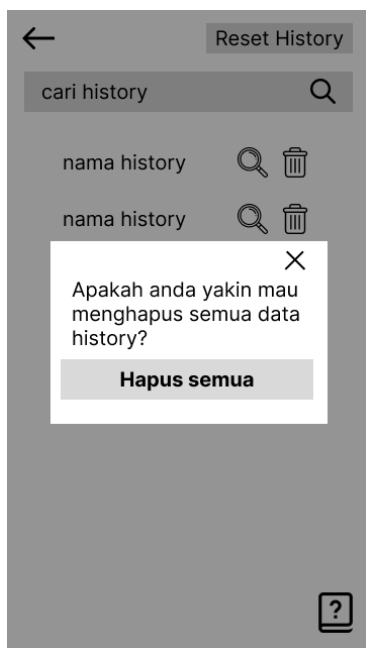 Reset History
cari history
nama history
nama history
Apakah anda yakin mau
menghapus semua data
history?
Hapus semua
?